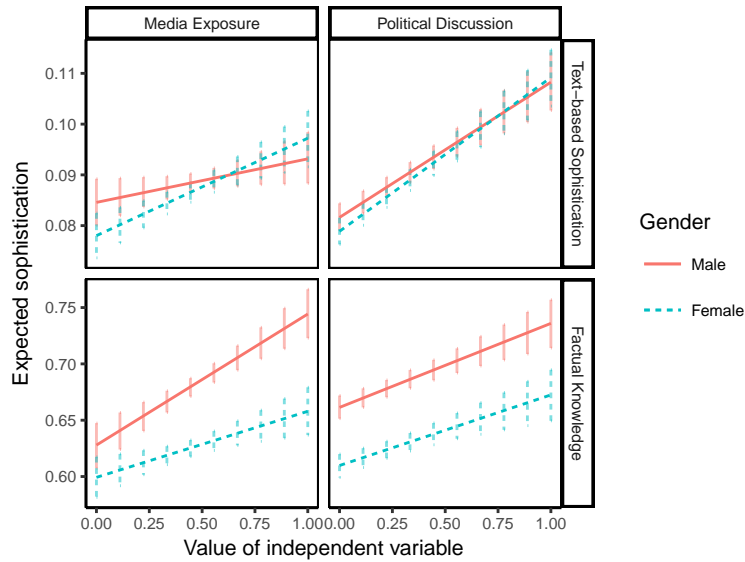 Media Exposure
Political Discussion
0.11
0.10
0.09
0.08
Text−based Sophistication
0.75
0.70
0.65
0.60
Factual Knowledge
Expected sophistication
0.00
0.25
0.50
0.75
1.00
0.00
0.25
0.50
0.75
1.00
Value of independent variable
Gender
Male
Female